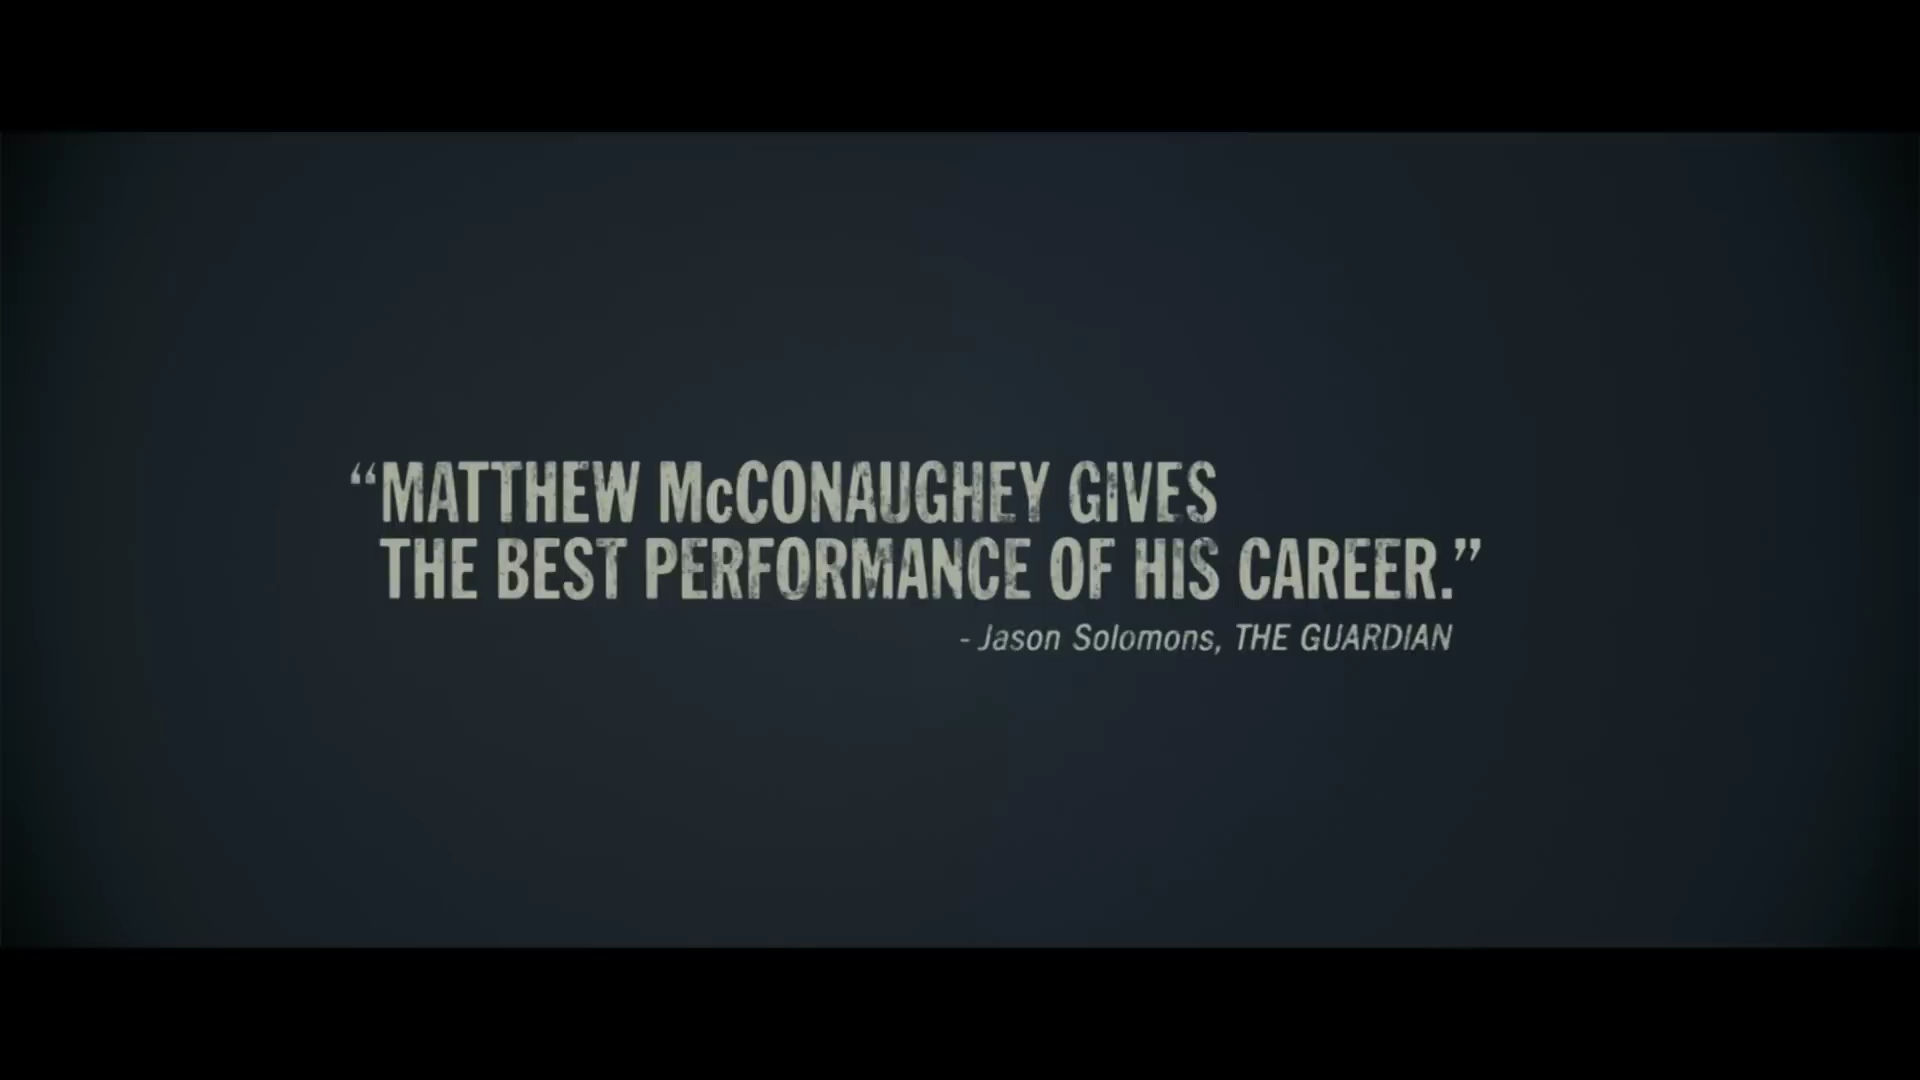 “MATTHEW McCONAUGHEY GIVES
THE BEST PERFORMANCE OF HIS CAREER.”
- Jason Solomons, THE GUARDIAN